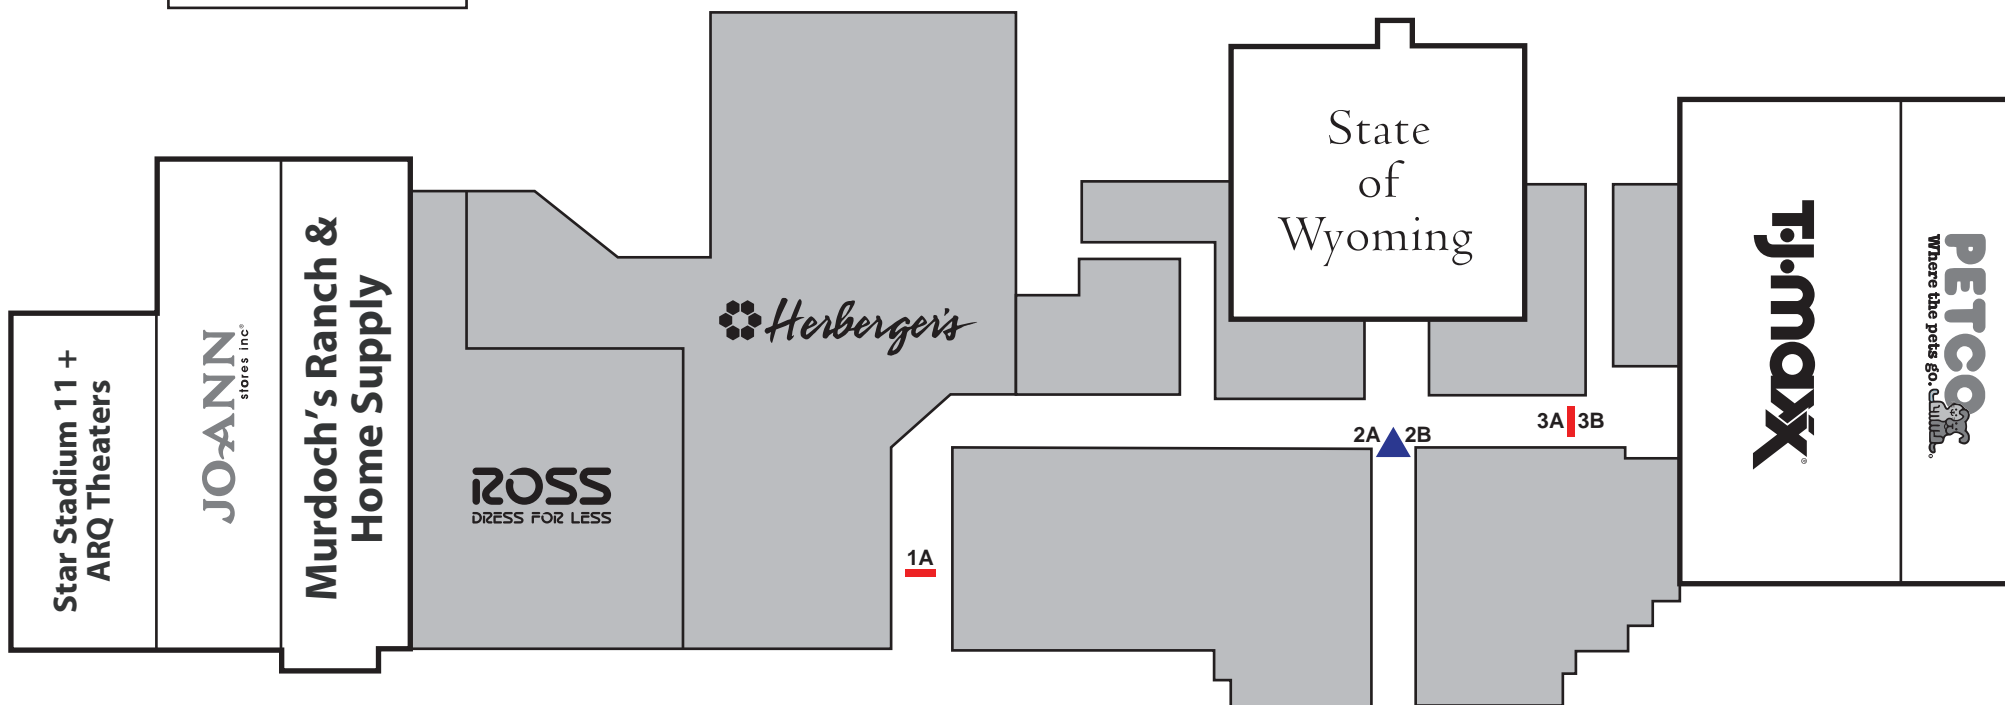 State
of
Wyoming
Star Stadium 11 +
ARQ Theaters
JOANN
stores inc®
Murdoch's Ranch &
Home Supply
ROSS
DRESS FOR LESS
Herberger's
T·J·maxx®
PETCO
Where the pets go.
1A
2A
2B
3A
3B